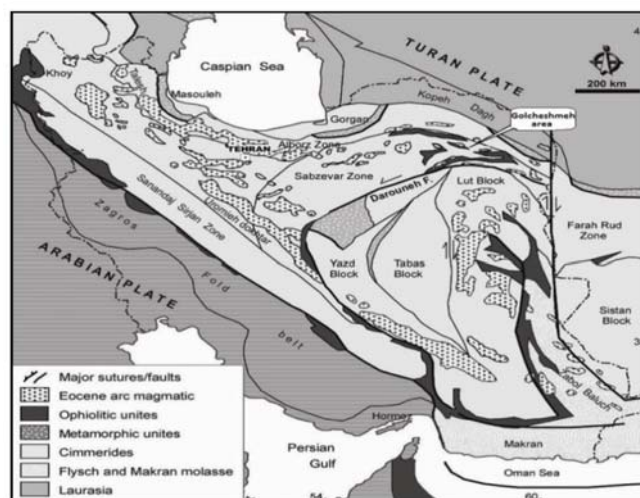 TURAN PLATE
4
200 km
Khoy
Caspian Sea
Talesh
Masouleh
Kopeh Dagh
Gorgan
Golcheshmeh
area
TEHRAN
Alborz Zone
Sabzevar Zone
Darouneh F.
Lut Block
Sanandaj Sirjan Zone
Farah Rud
Zone
Zagros
Fold
belt
Yazd
Block
Tabas
Block
ARABIAN PLATE
Sistan
Block
3
Major sutures/faults
Eocene arc magmatic
Ophiolitic unites
Metamorphic unites
Cimmerides
Flysch and Makran molasse
Laurasia
Hormoz
Persian
Gulf
Makran
Oman Sea
54
60